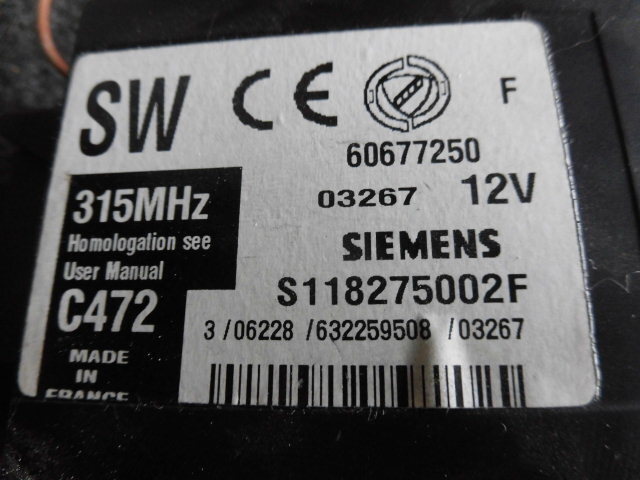 SW CE F
60677250
03267 12V
315MHz
Homologation see
User Manual
C472
SIEMENS
S118275002F
3 /06228 /632259508 /03267
MADE
IN
FRANCE